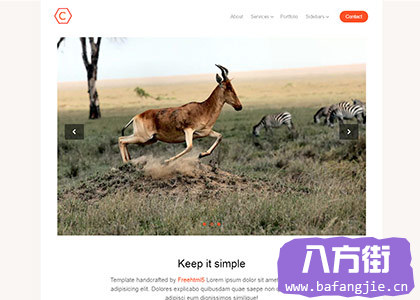 C
About Services Portfolio Sidebars Contact
Keep it simple
Template handcrafted by Freehtml5 Lorem ipsum dolor sit amet
adipisicing elit. Dolores explicabo quibusdam quae saepe non
adipisci eum dignissimos similique!
八方街
www.bafangjie.cn